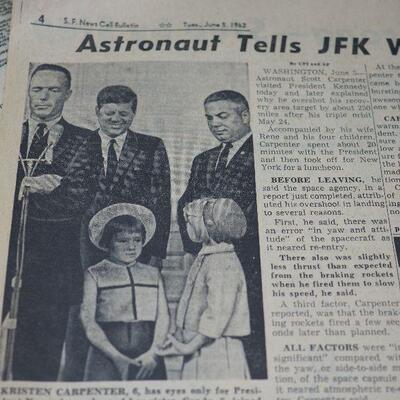 4 S.F. News Call Bulletin ☆☆ Tues., June 5, 1962
Astronaut Tells JFK W
By UPI and AP
WASHINGTON, June 5—
Astronaut Scott Carpenter
visited President Kennedy
today and later explained
why he overshot his recov-
ery area target by about 250
miles after his triple orbit
May 24.
Accompanied by his wife
Rene and his four children,
Carpenter spent about 20
minutes with the President
and then took off for New
York for a luncheon.
BEFORE LEAVING, he
said the space agency, in a
report just completed, attrib-
uted his overshoot in landing
to several reasons.
First, he said, there was
an error "in yaw and atti-
tude" of the spacecraft as
it neared re-entry.
There also was slightly
less thrust than expected
from the braking rockets
when he fired them to slow
his speed, he said.
A third factor, Carpenter
reported, was that the brak-
ing rockets fired a few sec-
onds later than planned.
ALL FACTORS were "in-
significant" compared with
the yaw, or side-to-side mo-
tion, of the space capsule as
it neared atmospheric re-en-
try, Carpenter said.
KRISTEN CARPENTER, 6, has eyes only for Presi-
At the